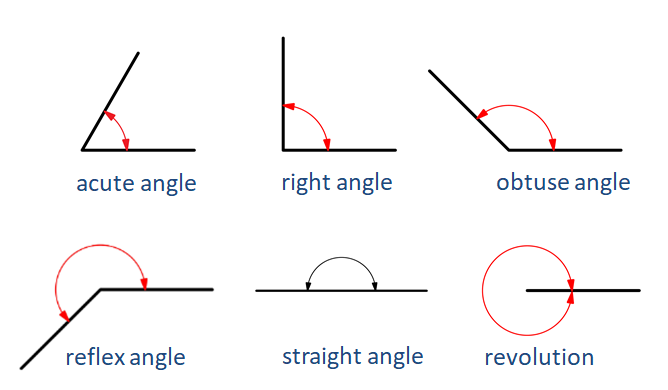 acute angle
right angle
obtuse angle
reflex angle
straight angle
revolution